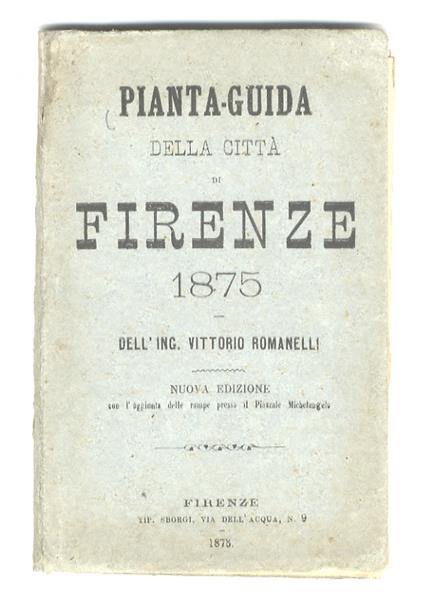 PIANTA-GUIDA
DELLA CITTÀ
DI
FIRENZE
1875
DELL' ING. VITTORIO ROMANELLI
NUOVA EDIZIONE
con l'aggiunta delle rampe presso il Piazzale Michelangelo
FIRENZE
TIP. SBORGI, VIA DELL'ACQUA, N. 9
1875.